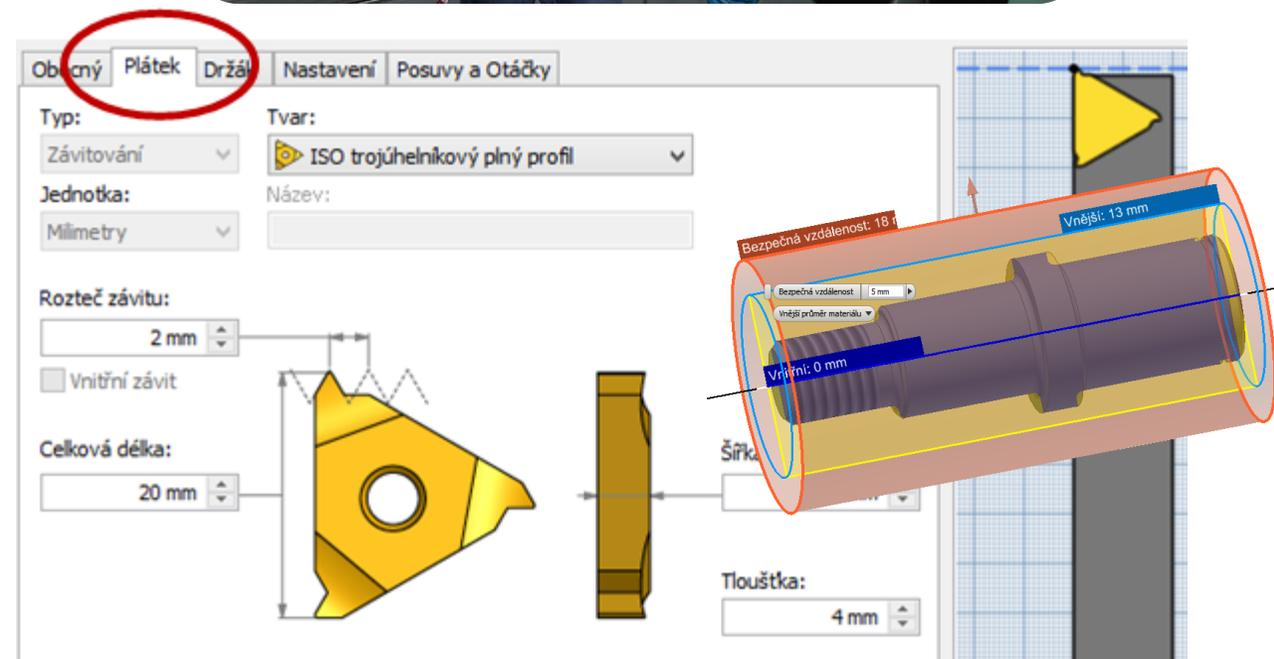 Obecný Plátek Držák Nastavení Posuvy a Otáčky
Typ: Tvar:
Závitování ISO trojúhelníkový plný profil
Jednotka: Název:
Milimetry
Bezpečná vzdálenost: 18
Vnější: 13 mm
Bezpečná vzdálenost 5 mm
Vnější průměr materiálu
Vnitřní: 0 mm
Rozteč závitu:
2 mm
Vnitřní závit
Celková délka:
20 mm
Tloušťka:
4 mm